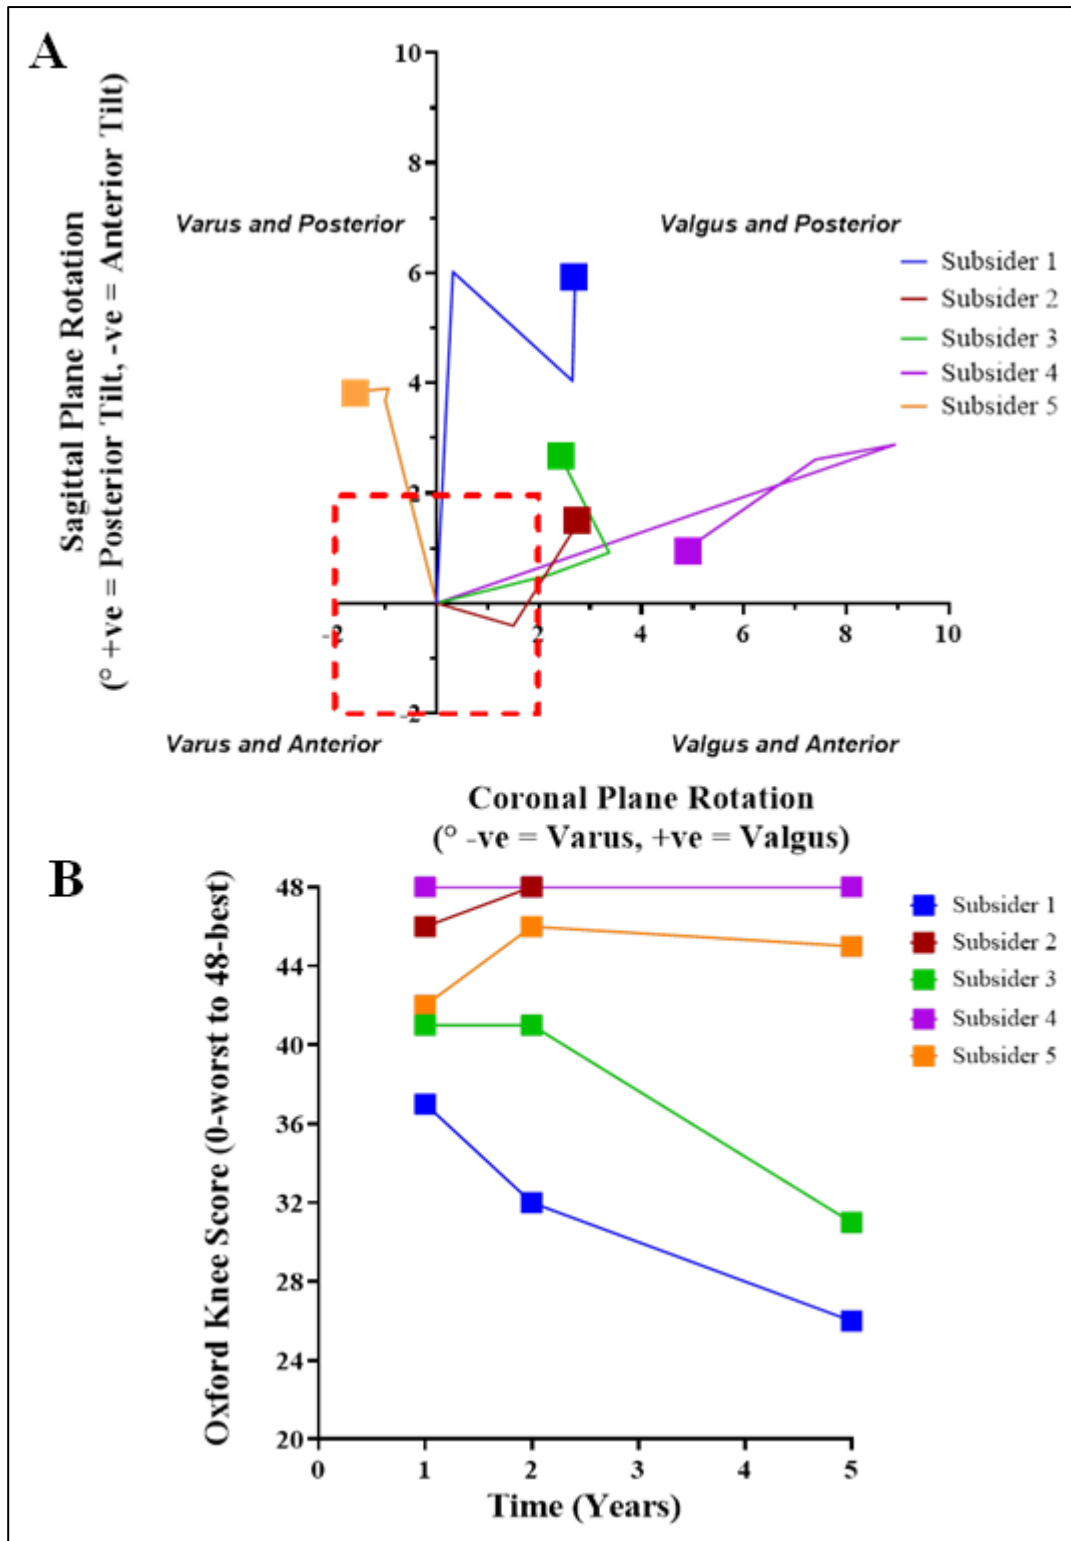 A
10
8
6
4
2
-2
-2
2
4
6
8
10
Sagittal Plane Rotation
(° +ve = Posterior Tilt, -ve = Anterior Tilt)
Varus and Posterior
Valgus and Posterior
Subsider 1
Subsider 2
Subsider 3
Subsider 4
Subsider 5
Varus and Anterior
Valgus and Anterior
Coronal Plane Rotation
(° -ve = Varus, +ve = Valgus)
B
Oxford Knee Score (0-worst to 48-best)
48
44
40
36
32
28
24
20
0
1
2
3
4
5
Time (Years)
Subsider 1
Subsider 2
Subsider 3
Subsider 4
Subsider 5